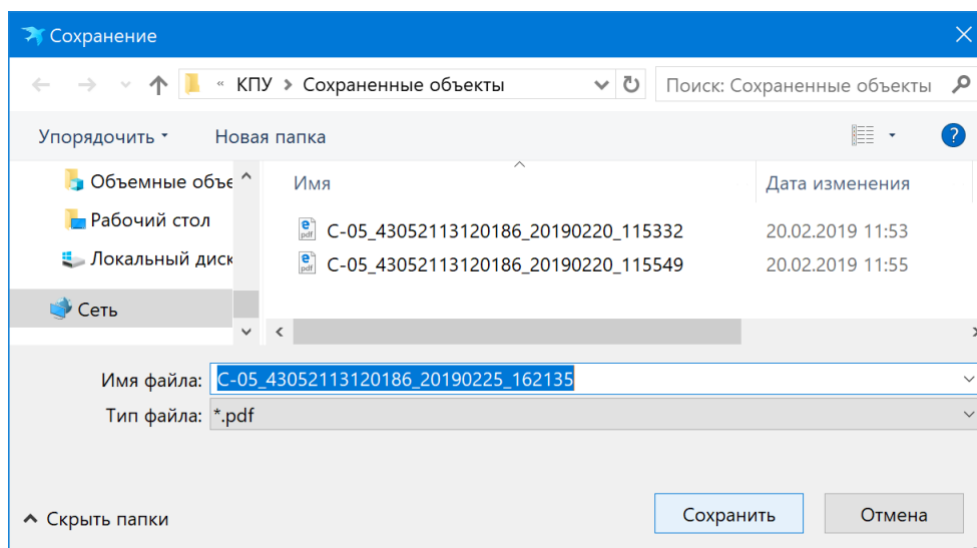 Сохранение
« КПУ > Сохраненные объекты
Поиск: Сохраненные объекты
Упорядочить
Новая папка
?
Объемные объе
Имя
Дата изменения
Рабочий стол
C-05_43052113120186_20190220_115332
20.02.2019 11:53
Локальный диск
C-05_43052113120186_20190220_115549
20.02.2019 11:55
Сеть
Имя файла: C-05_43052113120186_20190225_162135
Тип файла: *.pdf
Скрыть папки
Сохранить
Отмена